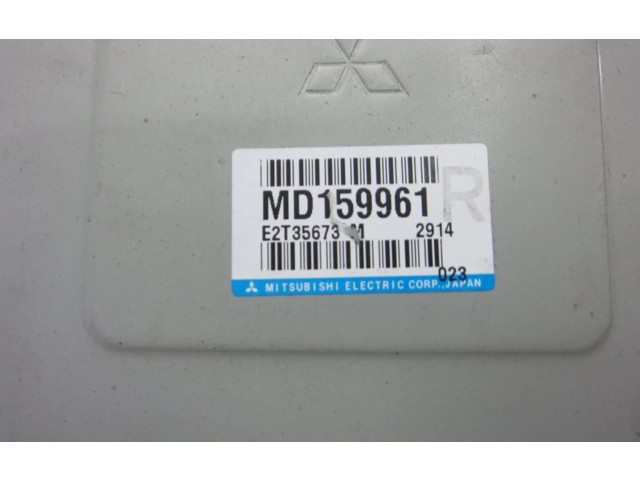 MD159961 R
E2T35673 M 2914
023
MITSUBISHI ELECTRIC CORP., JAPAN